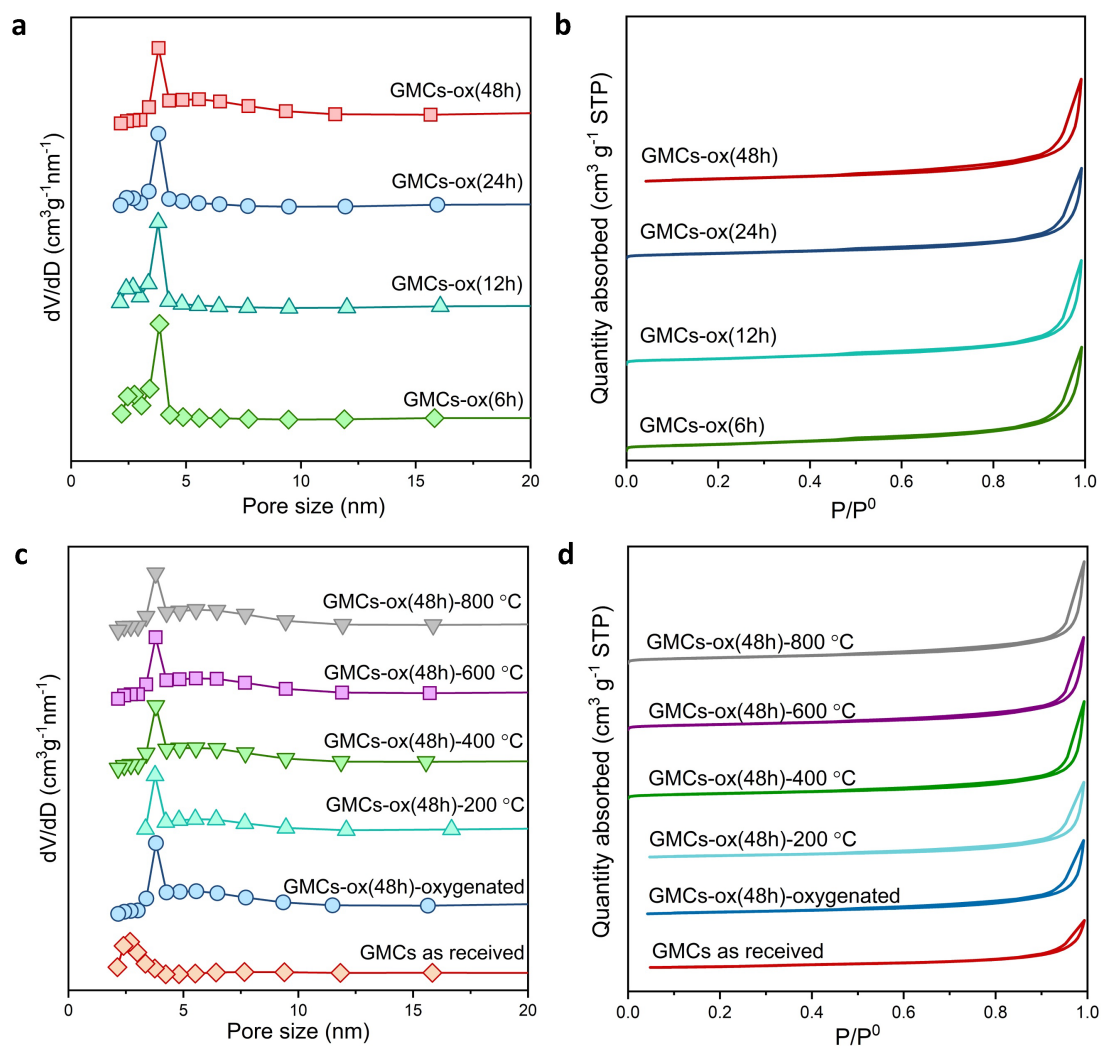 a
dV/dD (cm³g⁻¹nm⁻¹)
GMCs-ox(48h)
GMCs-ox(24h)
GMCs-ox(12h)
GMCs-ox(6h)
0 5 10 15 20
Pore size (nm)
b
Quantity absorbed (cm³ g⁻¹ STP)
GMCs-ox(48h)
GMCs-ox(24h)
GMCs-ox(12h)
GMCs-ox(6h)
0.0 0.2 0.4 0.6 0.8 1.0
P/P⁰
c
dV/dD (cm³g⁻¹nm⁻¹)
GMCs-ox(48h)-800 °C
GMCs-ox(48h)-600 °C
GMCs-ox(48h)-400 °C
GMCs-ox(48h)-200 °C
GMCs-ox(48h)-oxygenated
GMCs as received
0 5 10 15 20
Pore size (nm)
d
Quantity absorbed (cm³ g⁻¹ STP)
GMCs-ox(48h)-800 °C
GMCs-ox(48h)-600 °C
GMCs-ox(48h)-400 °C
GMCs-ox(48h)-200 °C
GMCs-ox(48h)-oxygenated
GMCs as received
0.0 0.2 0.4 0.6 0.8 1.0
P/P⁰